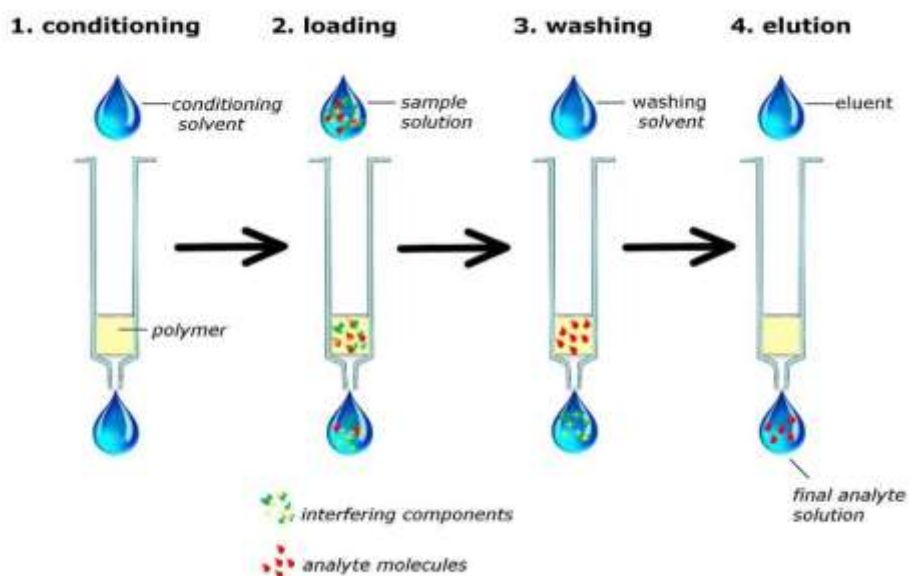 1. conditioning
2. loading
3. washing
4. elution
conditioning
solvent
sample
solution
washing
solvent
eluent
polymer
final analyte
solution
interfering components
analyte molecules